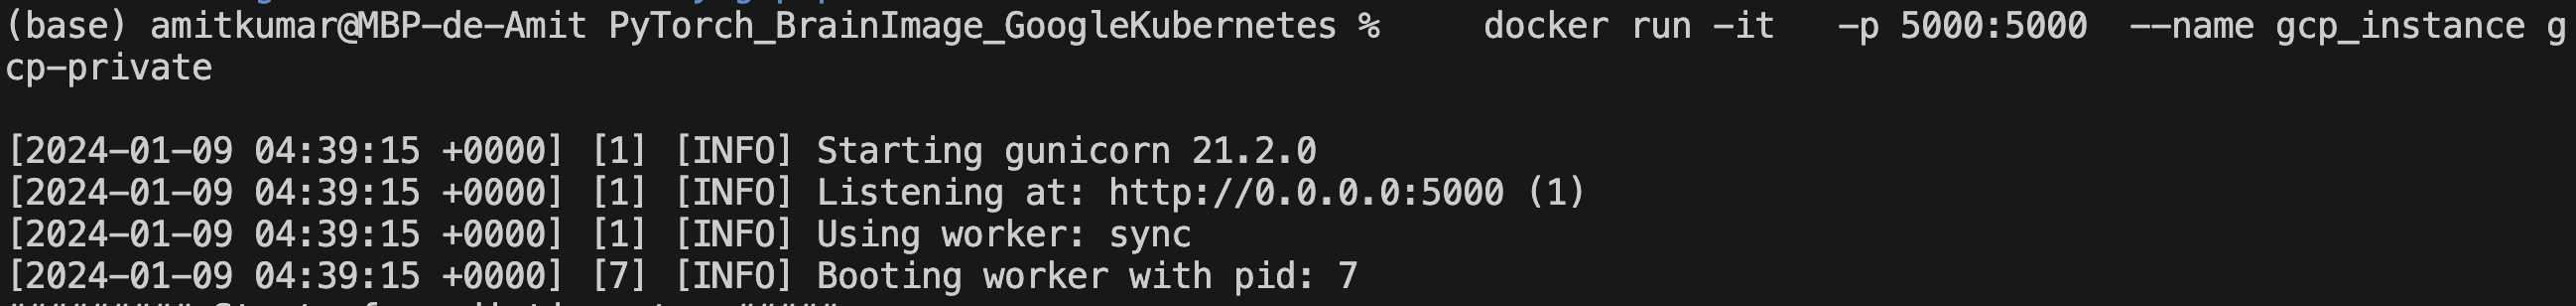 (base) amitkumar@MBP-de-Amit PyTorch_BrainImage_GoogleKubernetes %     docker run -it   -p 5000:5000  --name gcp_instance g
cp-private
[2024-01-09 04:39:15 +0000] [1] [INFO] Starting gunicorn 21.2.0
[2024-01-09 04:39:15 +0000] [1] [INFO] Listening at: http://0.0.0.0:5000 (1)
[2024-01-09 04:39:15 +0000] [1] [INFO] Using worker: sync
[2024-01-09 04:39:15 +0000] [7] [INFO] Booting worker with pid: 7